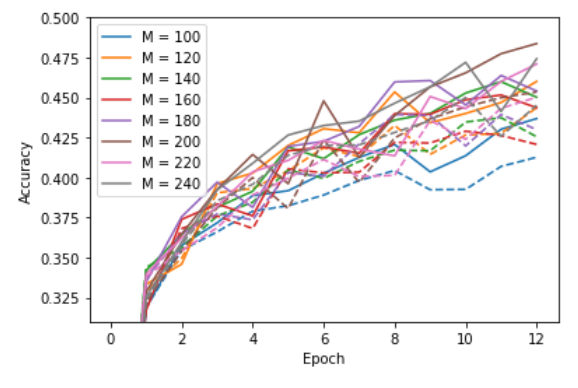 0.500
0.475
0.450
0.425
0.400
0.375
0.350
0.325
Accuracy
M = 100
M = 120
M = 140
M = 160
M = 180
M = 200
M = 220
M = 240
0 2 4 6 8 10 12
Epoch